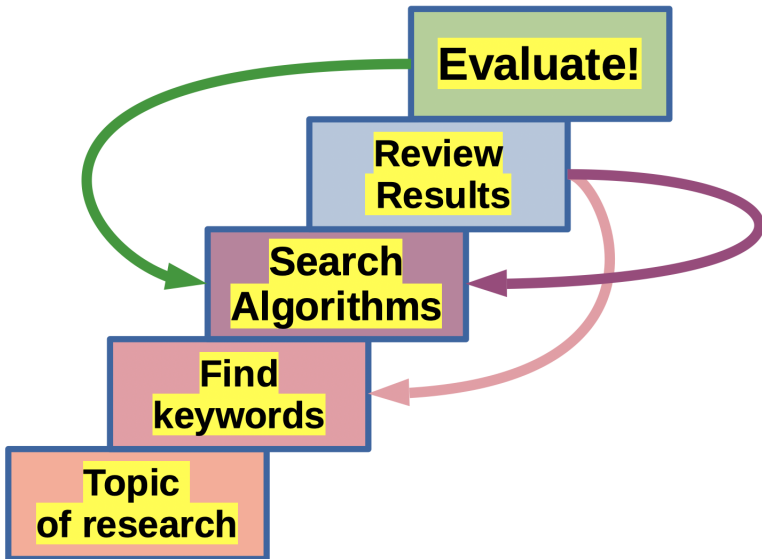 Evaluate!
Review
Results
Search
Algorithms
Find
keywords
Topic
of research